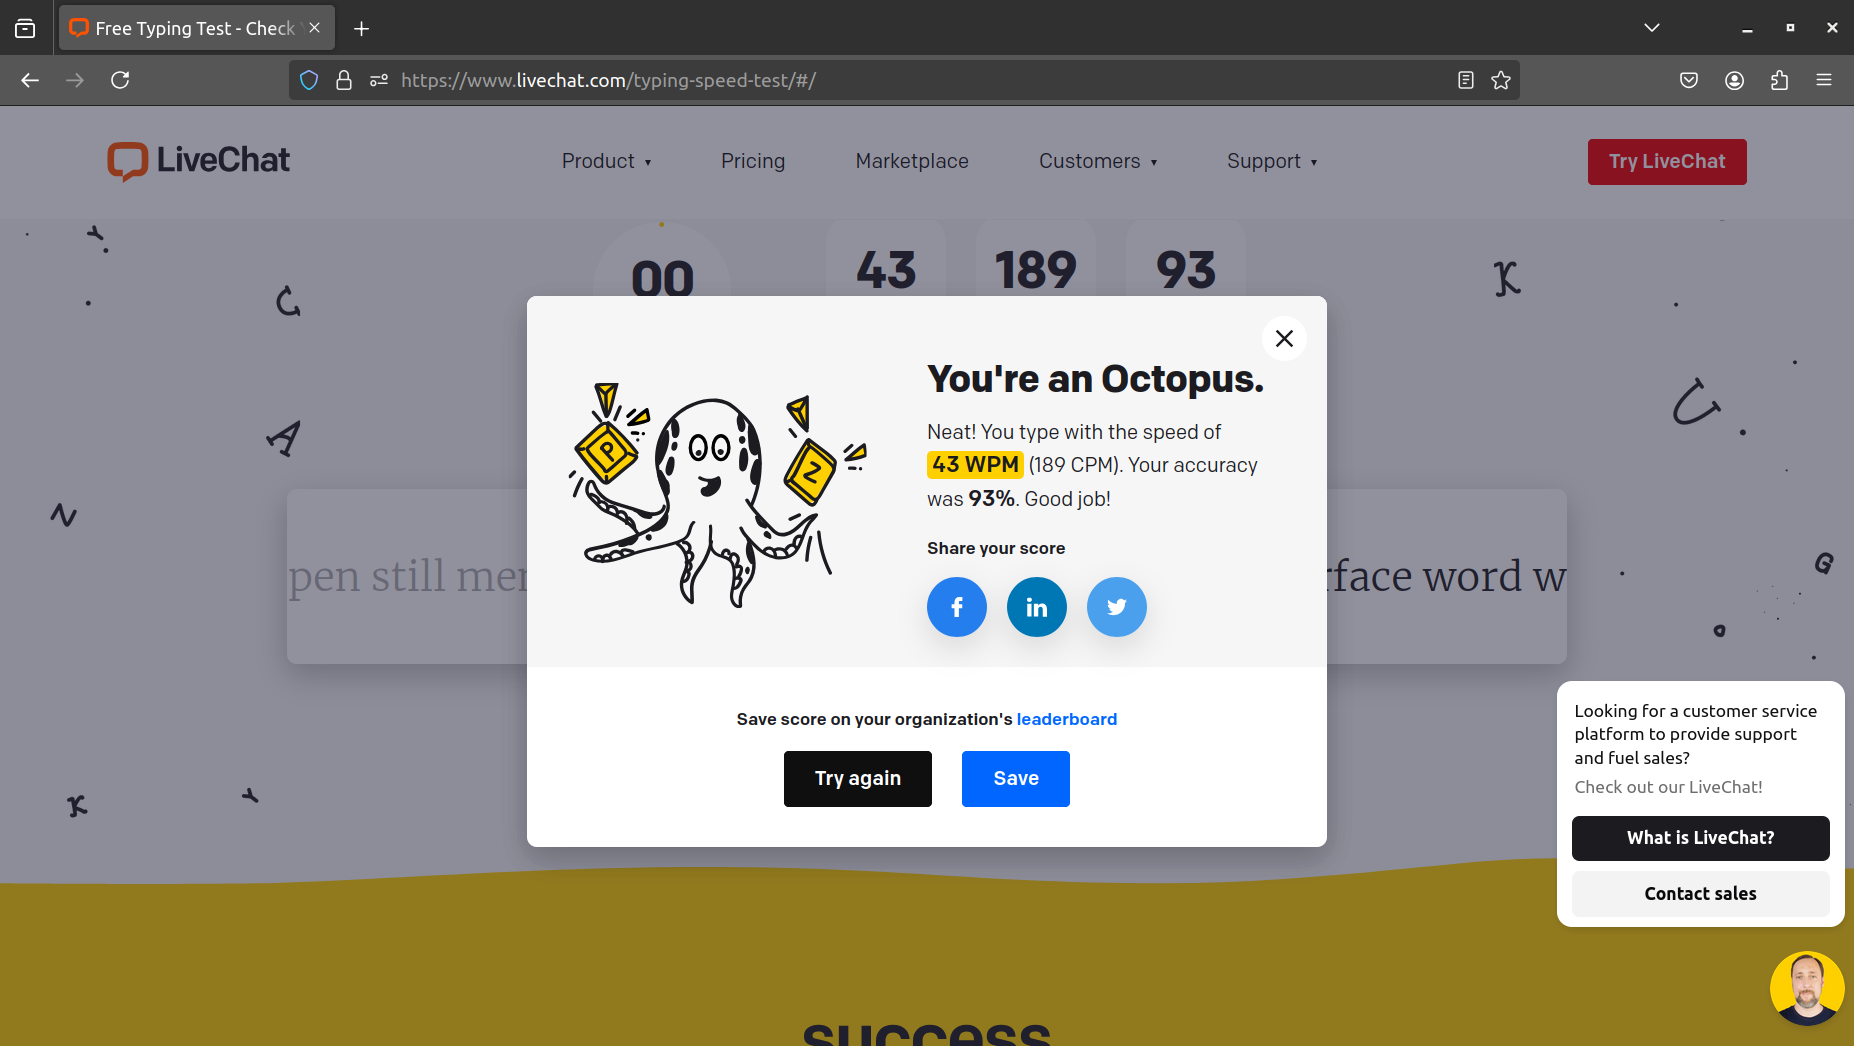 Free Typing Test - Check
https://www.livechat.com/typing-speed-test/#/
LiveChat
Product
Pricing
Marketplace
Customers
Support
Try LiveChat
00
43
189
93
You're an Octopus.
Neat! You type with the speed of
43 WPM (189 CPM). Your accuracy
was 93%. Good job!
Share your score
P
Z
pen still
rface word w
Save score on your organization's leaderboard
Try again
Save
Looking for a customer service
platform to provide support
and fuel sales?
Check out our LiveChat!
What is LiveChat?
Contact sales
success